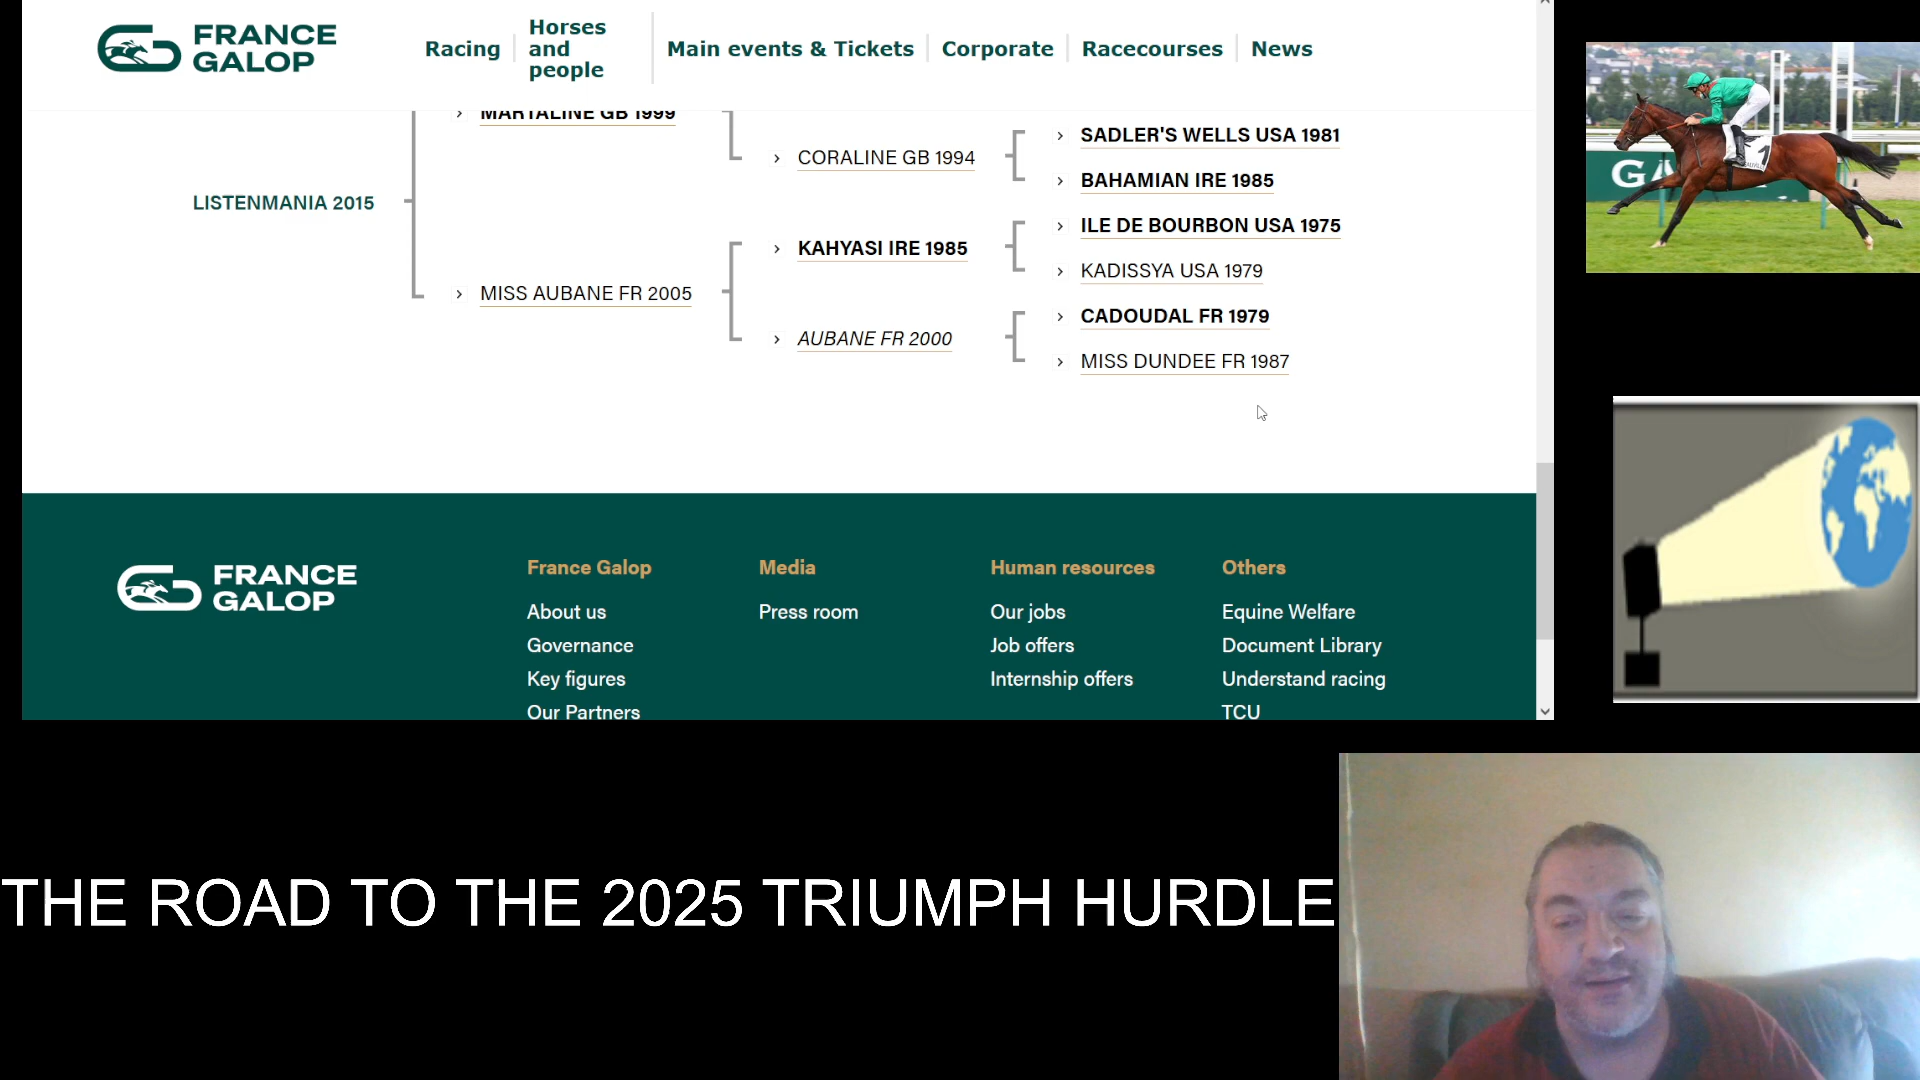 FRANCE
GALOP
Racing
Horses
and
people
Main events & Tickets
Corporate
Racecourses
News
MARTALINE GB 1999
SADLER'S WELLS USA 1981
CORALINE GB 1994
BAHAMIAN IRE 1985
LISTENMANIA 2015
ILE DE BOURBON USA 1975
KAHYASI IRE 1985
KADISSYA USA 1979
MISS AUBANE FR 2005
CADOUDAL FR 1979
AUBANE FR 2000
MISS DUNDEE FR 1987
FRANCE
GALOP
France Galop
About us
Governance
Key figures
Our Partners
Media
Press room
Human resources
Our jobs
Job offers
Internship offers
Others
Equine Welfare
Document Library
Understand racing
TCU
1
GA
THE ROAD TO THE 2025 TRIUMPH HURDLE